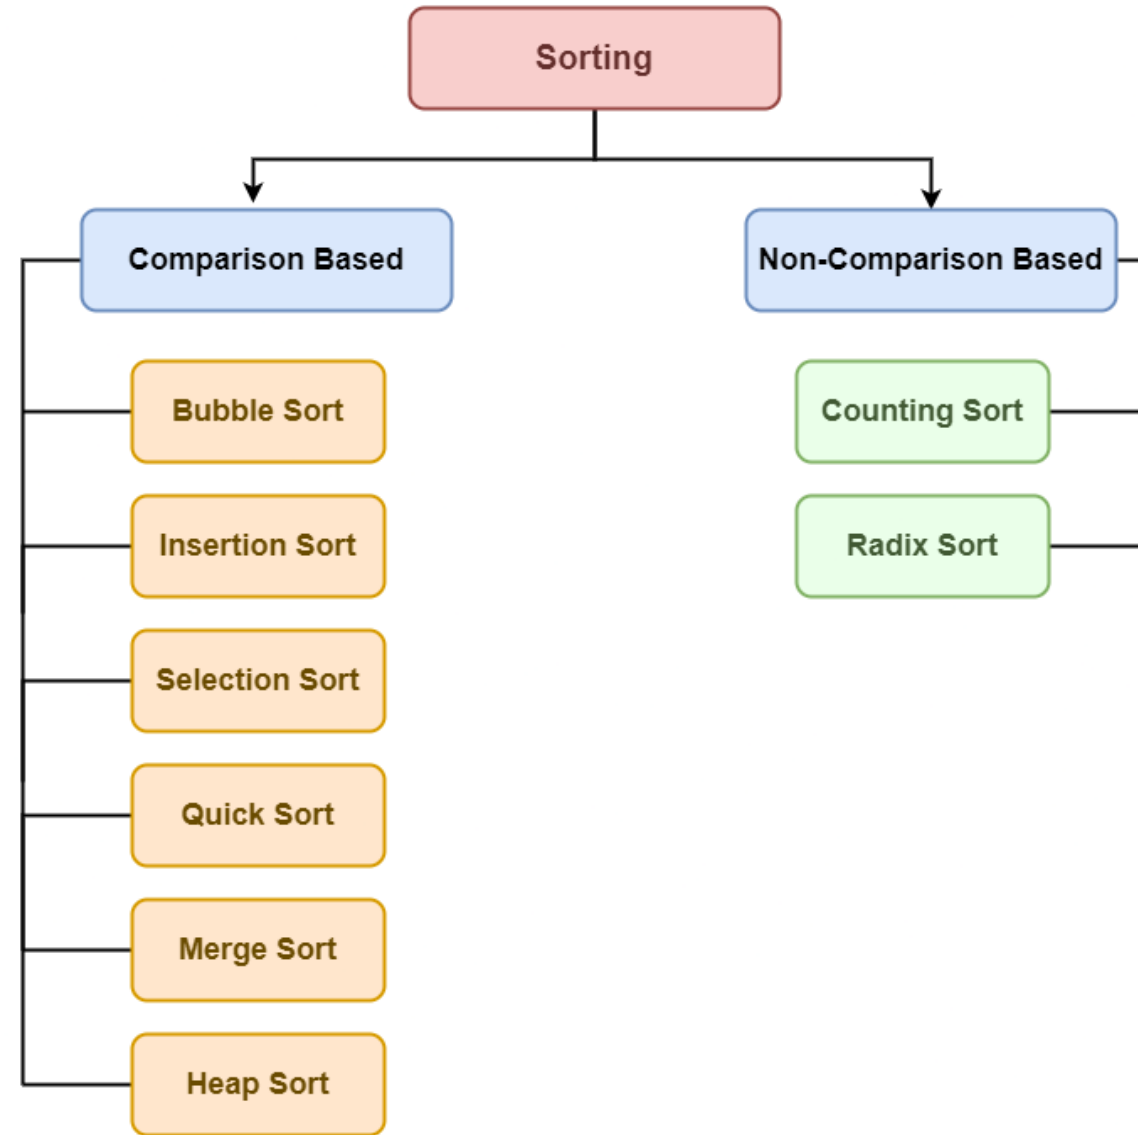 Sorting
Comparison Based
Non-Comparison Based
Bubble Sort
Counting Sort
Insertion Sort
Radix Sort
Selection Sort
Quick Sort
Merge Sort
Heap Sort